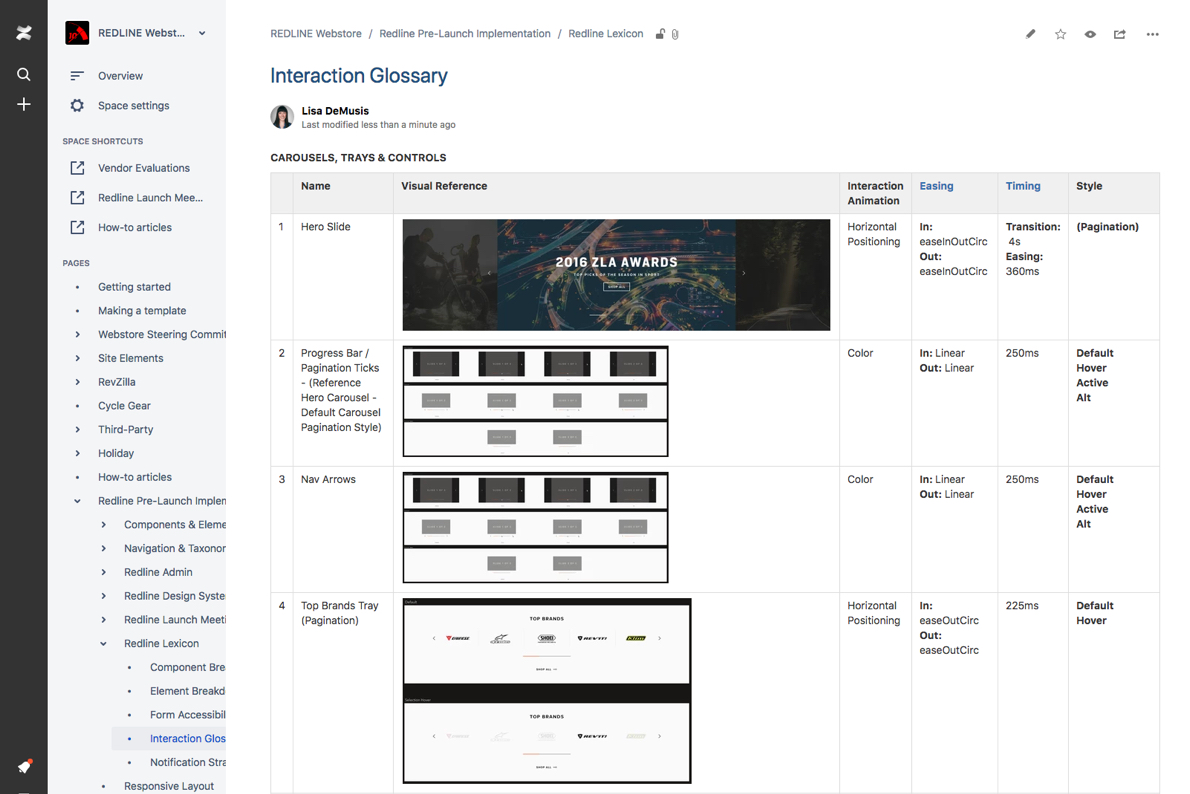 REDLINE Webst...
Overview
Space settings
SPACE SHORTCUTS
Vendor Evaluations
Redline Launch Mee...
How-to articles
PAGES
Getting started
Making a template
Webstore Steering Commit
Site Elements
RevZilla
Cycle Gear
Third-Party
Holiday
How-to articles
Redline Pre-Launch Implen
Components & Eleme
Navigation & Taxonor
Redline Admin
Redline Design Syste
Redline Launch Meeti
Redline Lexicon
Component Bre
Element Breakd
Form Accessibil
Interaction Glos
Notification Stra
Responsive Layout
REDLINE Webstore / Redline Pre-Launch Implementation / Redline Lexicon
Interaction Glossary
Lisa DeMusis
Last modified less than a minute ago
CAROUSELS, TRAYS & CONTROLS
Name
Visual Reference
Interaction
Animation
Easing
Timing
Style
1
Hero Slide
2016 ZLA AWARDS
TOP PICKS OF THE SEASON IN SPORT
SHOP ALL
Horizontal
Positioning
In:
easeInOutCirc
Out:
easeInOutCirc
Transition:
4s
Easing:
360ms
(Pagination)
2
Progress Bar /
Pagination Ticks
- (Reference
Hero Carousel -
Default Carousel
Pagination Style)
Color
In: Linear
Out: Linear
250ms
Default
Hover
Active
Alt
3
Nav Arrows
Color
In: Linear
Out: Linear
250ms
Default
Hover
Active
Alt
4
Top Brands Tray
(Pagination)
Default
TOP BRANDS
DAINESE
SHOEI
REV'IT!
KLIM
SHOP ALL
Selection Hover
TOP BRANDS
DAINESE
SHOEI
REV'IT!
SHOP ALL
Horizontal
Positioning
In:
easeOutCirc
Out:
easeOutCirc
225ms
Default
Hover